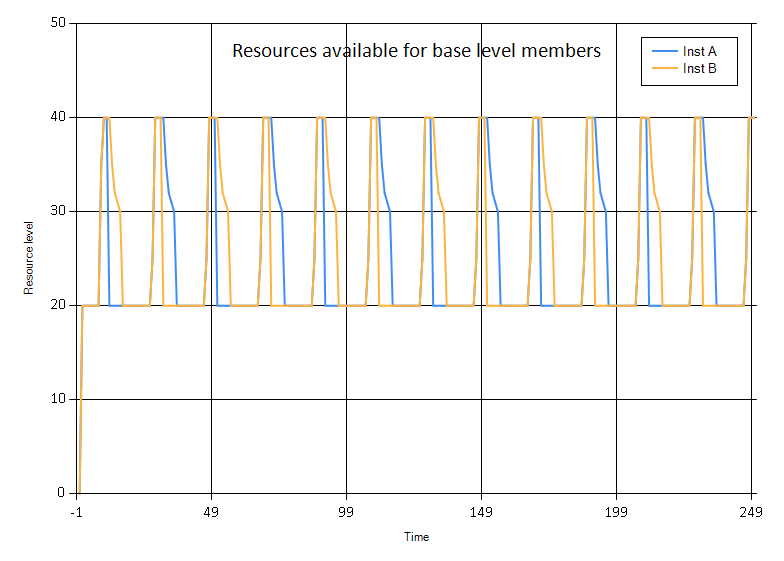 Resources available for base level members
Inst A
Inst B
50
40
30
20
10
0
Resource level
-1 49 99 149 199 249
Time